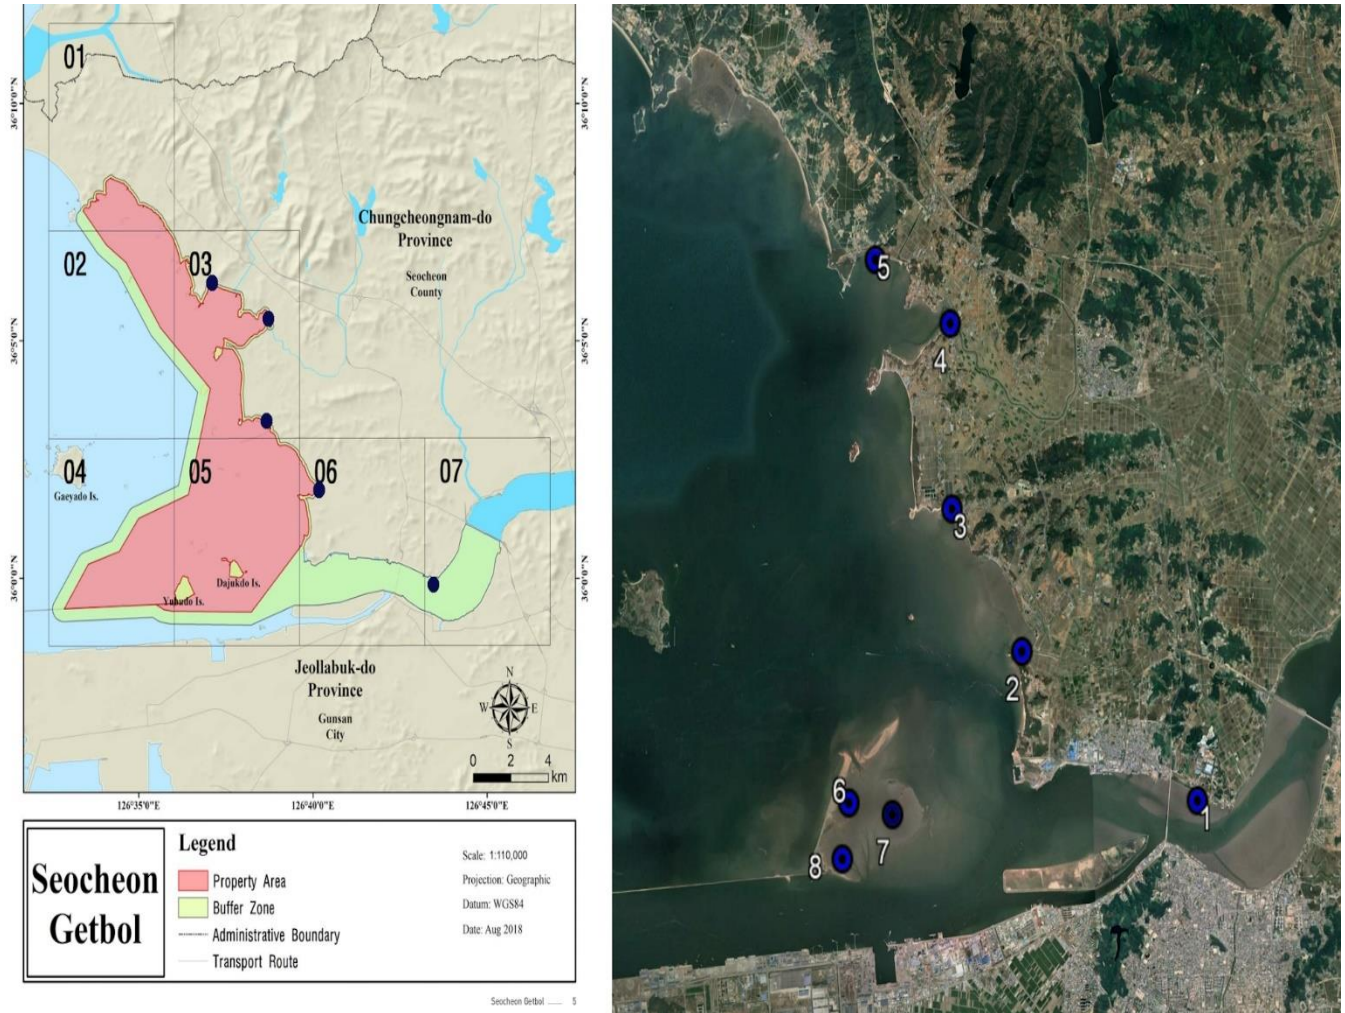 01
36°10'0"N
36°10'0"N
02
03
Chungcheongnam-do
Province
Seocheon
County
36°5'0"N
36°5'0"N
04
05
06
07
Gaeyado Is.
36°0'0"N
36°0'0"N
Dajukdo Is.
Yubudo Is.
Jeollabuk-do
Province
Gunsan
City
N
W
E
S
0 2 4
km
126°35'0"E
126°40'0"E
126°45'0"E
Seocheon
Getbol
Legend
Property Area
Buffer Zone
Administrative Boundary
Transport Route
Scale: 1:110,000
Projection: Geographic
Datum: WGS84
Date: Aug 2018
Seocheon Getbol 5
5
4
3
2
6
7
1
8